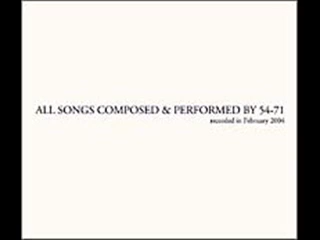 ALL SONGS COMPOSED & PERFORMED BY 54-71
recorded in February 2004